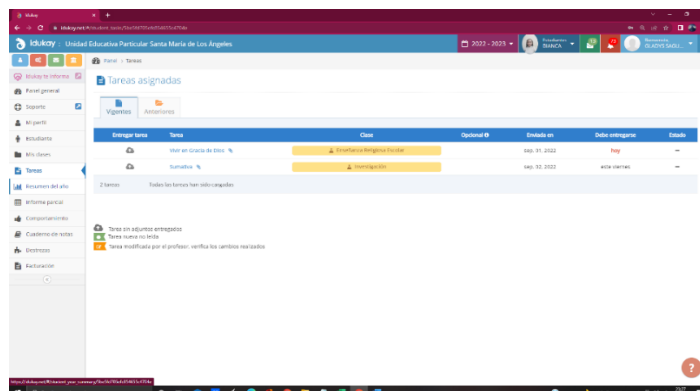 Idukay
idukay : Unidad Educativa Particular Santa María de Los Ángeles
2022 - 2023
Estudiantes
BIANCA
Bienvenido,
Idukay te informa
Panel general
Soporte
Mi perfil
Estudiante
Mis clases
Tareas
Resumen del año
Informe parcial
Comportamiento
Cuaderno de notas
Destrezas
Facturación
Panel > Tareas
Tareas asignadas
Vigentes
Anteriores
Entregar tarea Tarea Clase Opcional Enviada en Debe entregarse Estado
Vivir en Gracia de Dios Enseñanza Religiosa Escolar hoy
Sumativa Investigación sep. 02, 2022 este viernes
2 tareas Todas las tareas han sido cargadas
Tarea sin adjuntos entregados
Tarea nueva no leída
Tarea modificada por el profesor, verifica los cambios realizados